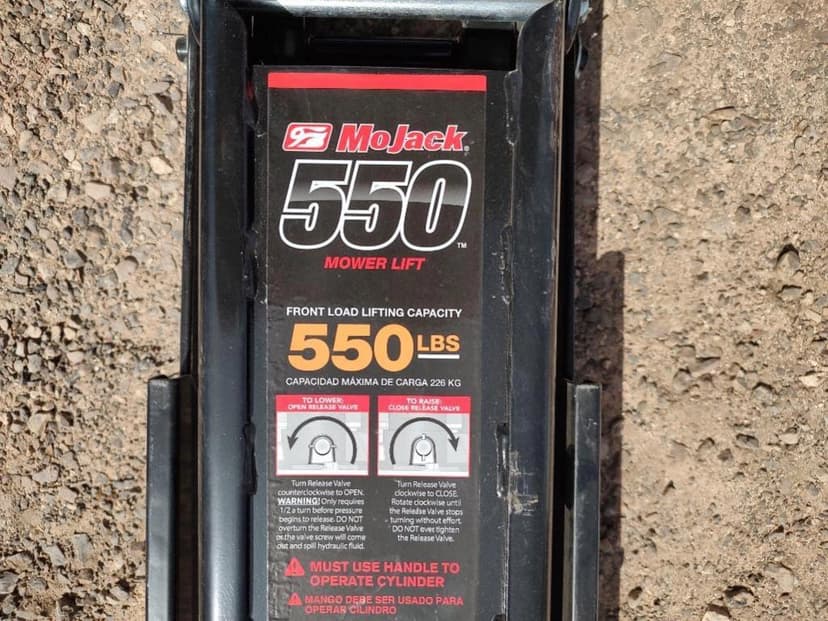 MoJack®
550™
MOWER LIFT
FRONT LOAD LIFTING CAPACITY
550 LBS
CAPACIDAD MÁXIMA DE CARGA 226 KG
TO LOWER:
OPEN RELEASE VALVE
Turn Release Valve
counterclockwise to OPEN.
WARNING! Only requires
1/2 a turn before pressure
begins to release. DO NOT
overturn the Release Valve
or the valve screw will come
out and spill hydraulic fluid.
TO RAISE:
CLOSE RELEASE VALVE
Turn Release Valve
clockwise to CLOSE.
Rotate clockwise until
the Release Valve stops
turning without effort.
DO NOT over tighten
the Release Valve.
MUST USE HANDLE TO
OPERATE CYLINDER
MANGO DEBE SER USADO PARA
OPERAR CILINDRO